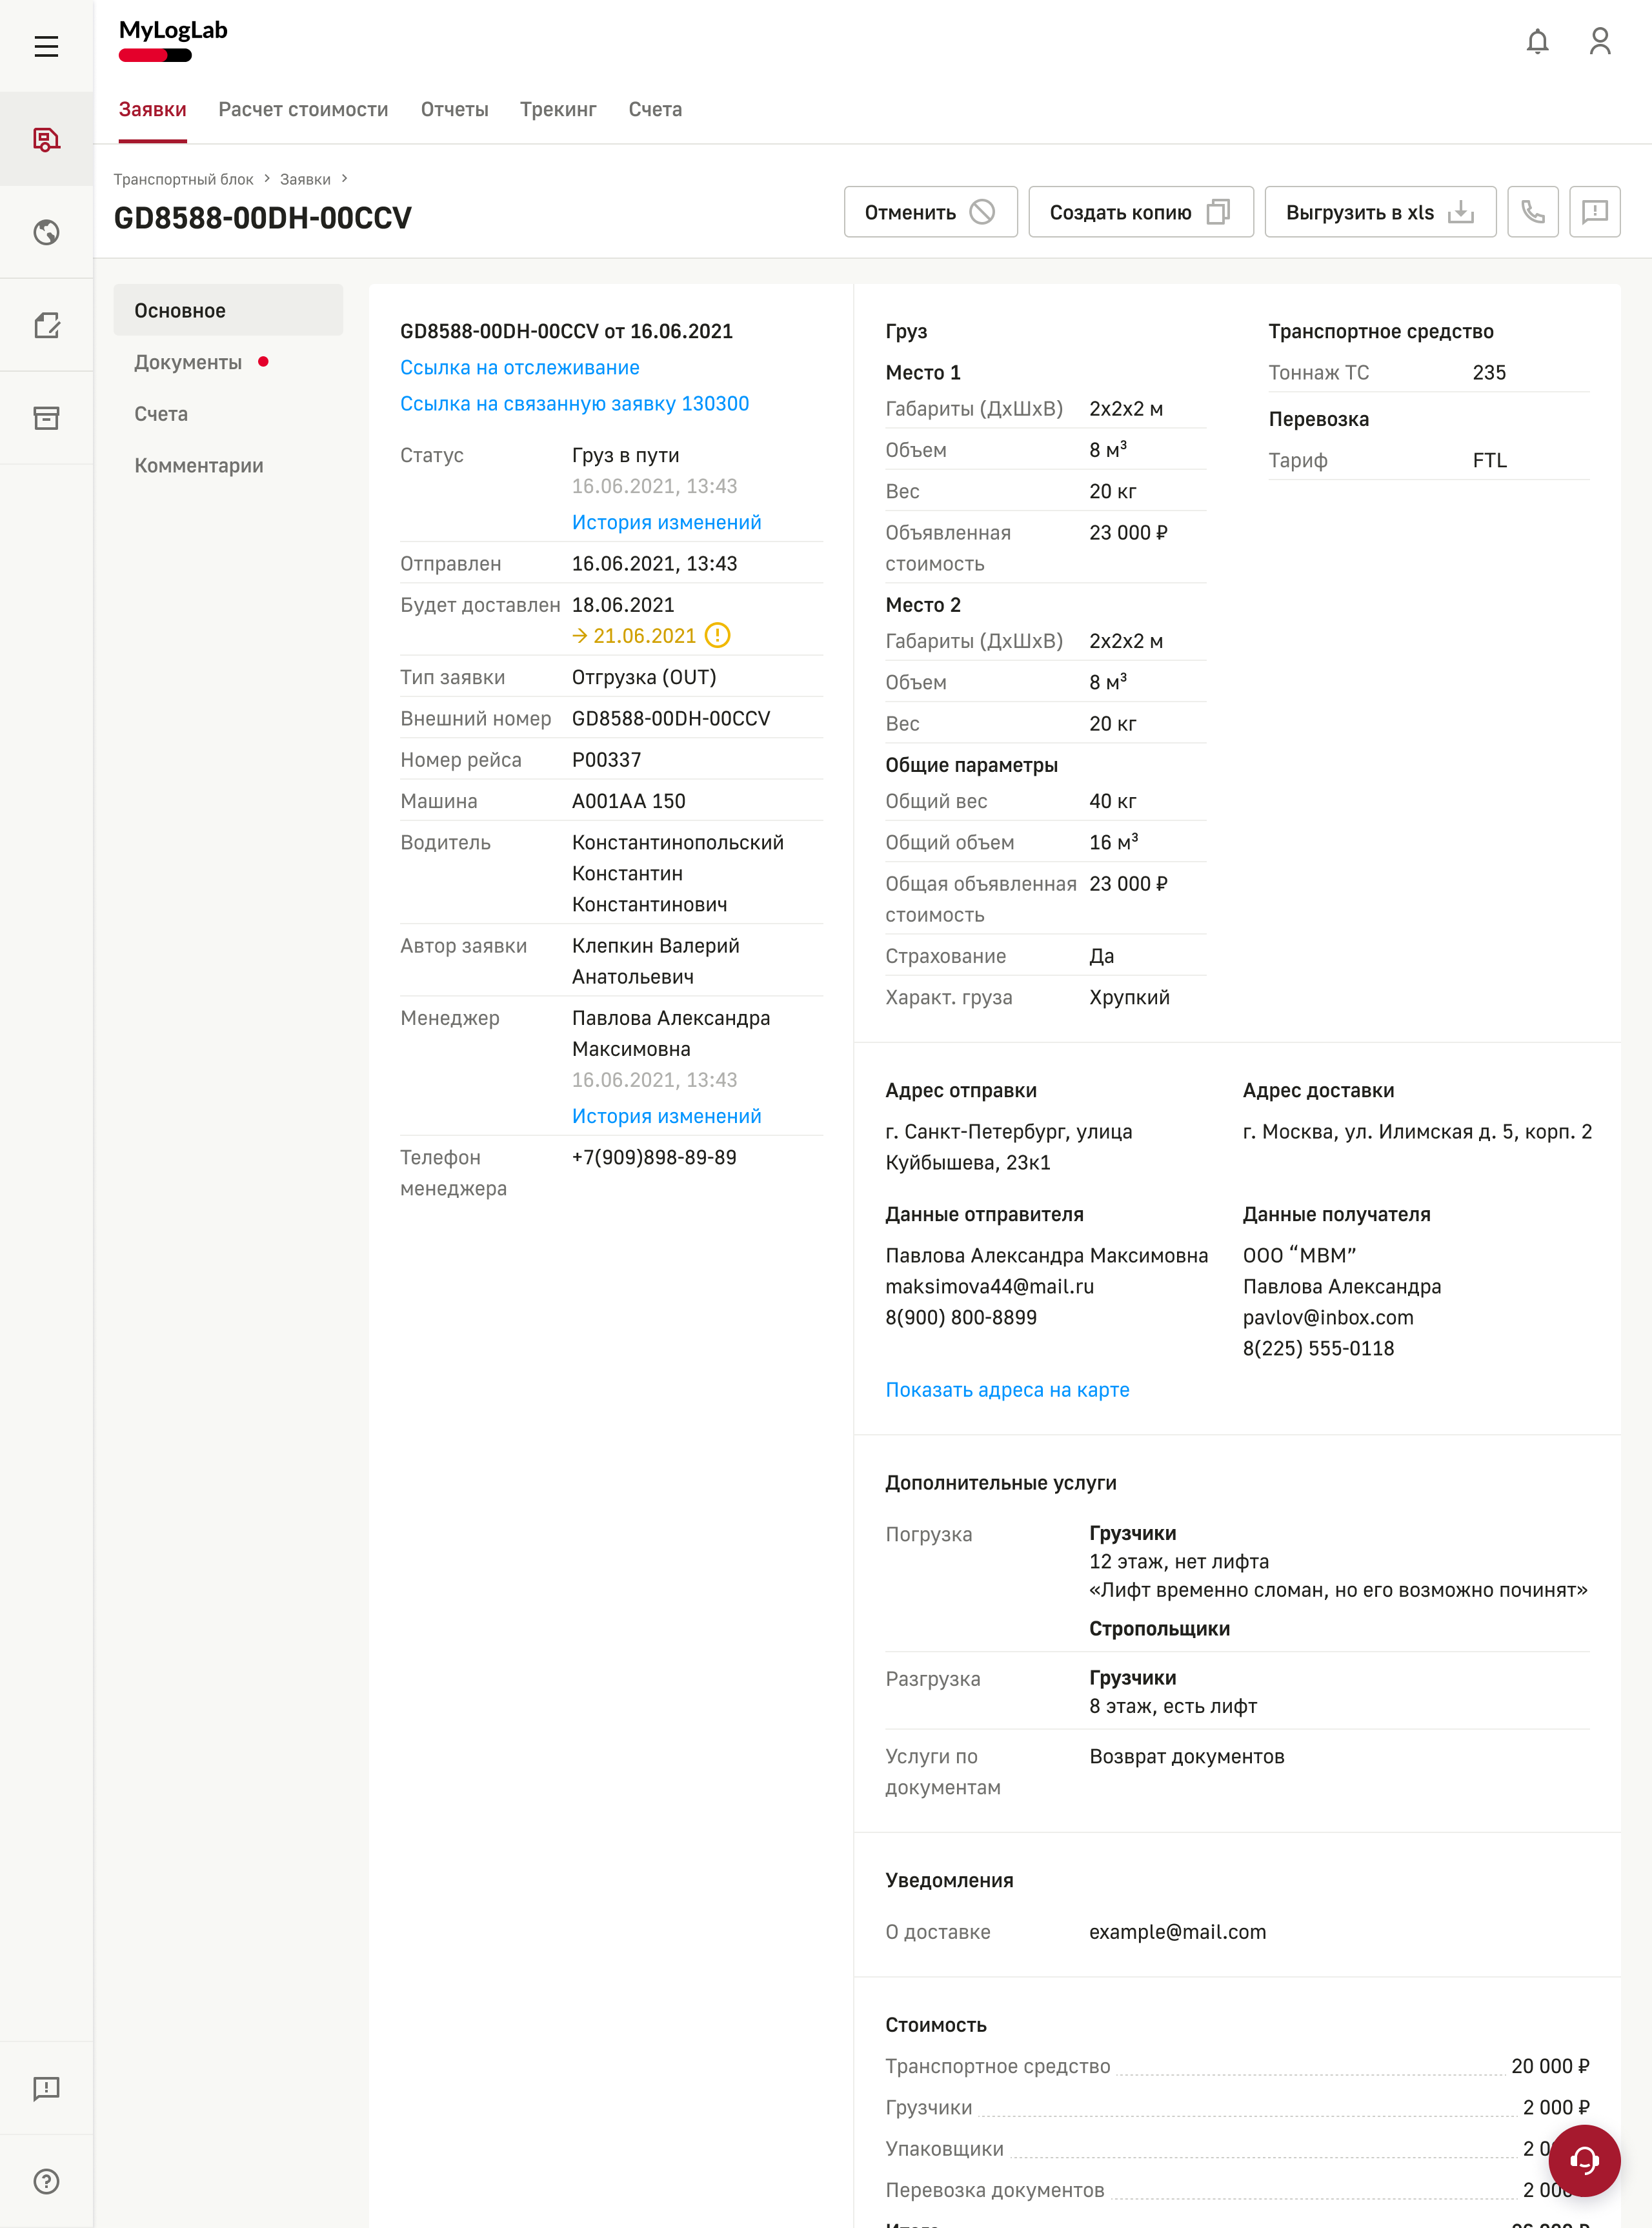 MyLogLab
Заявки
Расчет стоимости
Отчеты
Трекинг
Счета
Транспортный блок
Заявки
GD8588-00DH-00CCV
Отменить
Создать копию
Выгрузить в xls
Основное
Документы
Счета
Комментарии
GD8588-00DH-00CCV от 16.06.2021
Ссылка на отслеживание
Ссылка на связанную заявку 130300
Статус
Груз в пути
16.06.2021, 13:43
История изменений
Отправлен
16.06.2021, 13:43
Будет доставлен
18.06.2021
→ 21.06.2021
Тип заявки
Отгрузка (OUT)
Внешний номер
GD8588-00DH-00CCV
Номер рейса
P00337
Машина
А001АА 150
Водитель
Константинопольский
Константин
Константинович
Автор заявки
Клепкин Валерий
Анатольевич
Менеджер
Павлова Александра
Максимовна
16.06.2021, 13:43
История изменений
Телефон
менеджера
+7(909)898-89-89
Груз
Место 1
Габариты (ДхШхВ)
2х2х2 м
Объем
8 м³
Вес
20 кг
Объявленная
стоимость
23 000 ₽
Место 2
Габариты (ДхШхВ)
2х2х2 м
Объем
8 м³
Вес
20 кг
Общие параметры
Общий вес
40 кг
Общий объем
16 м³
Общая объявленная
стоимость
23 000 ₽
Страхование
Да
Характ. груза
Хрупкий
Транспортное средство
Тоннаж ТС
235
Перевозка
Тариф
FTL
Адрес отправки
г. Санкт-Петербург, улица
Куйбышева, 23к1
Адрес доставки
г. Москва, ул. Илимская д. 5, корп. 2
Данные отправителя
Павлова Александра Максимовна
maksimova44@mail.ru
8(900) 800-8899
Данные получателя
ООО “МВМ”
Павлова Александра
pavlov@inbox.com
8(225) 555-0118
Показать адреса на карте
Дополнительные услуги
Погрузка
Грузчики
12 этаж, нет лифта
«Лифт временно сломан, но его возможно починят»
Стропольщики
Разгрузка
Грузчики
8 этаж, есть лифт
Услуги по
документам
Возврат документов
Уведомления
О доставке
example@mail.com
Стоимость
Транспортное средство
20 000 ₽
Грузчики
2 000 ₽
Упаковщики
Перевозка документов